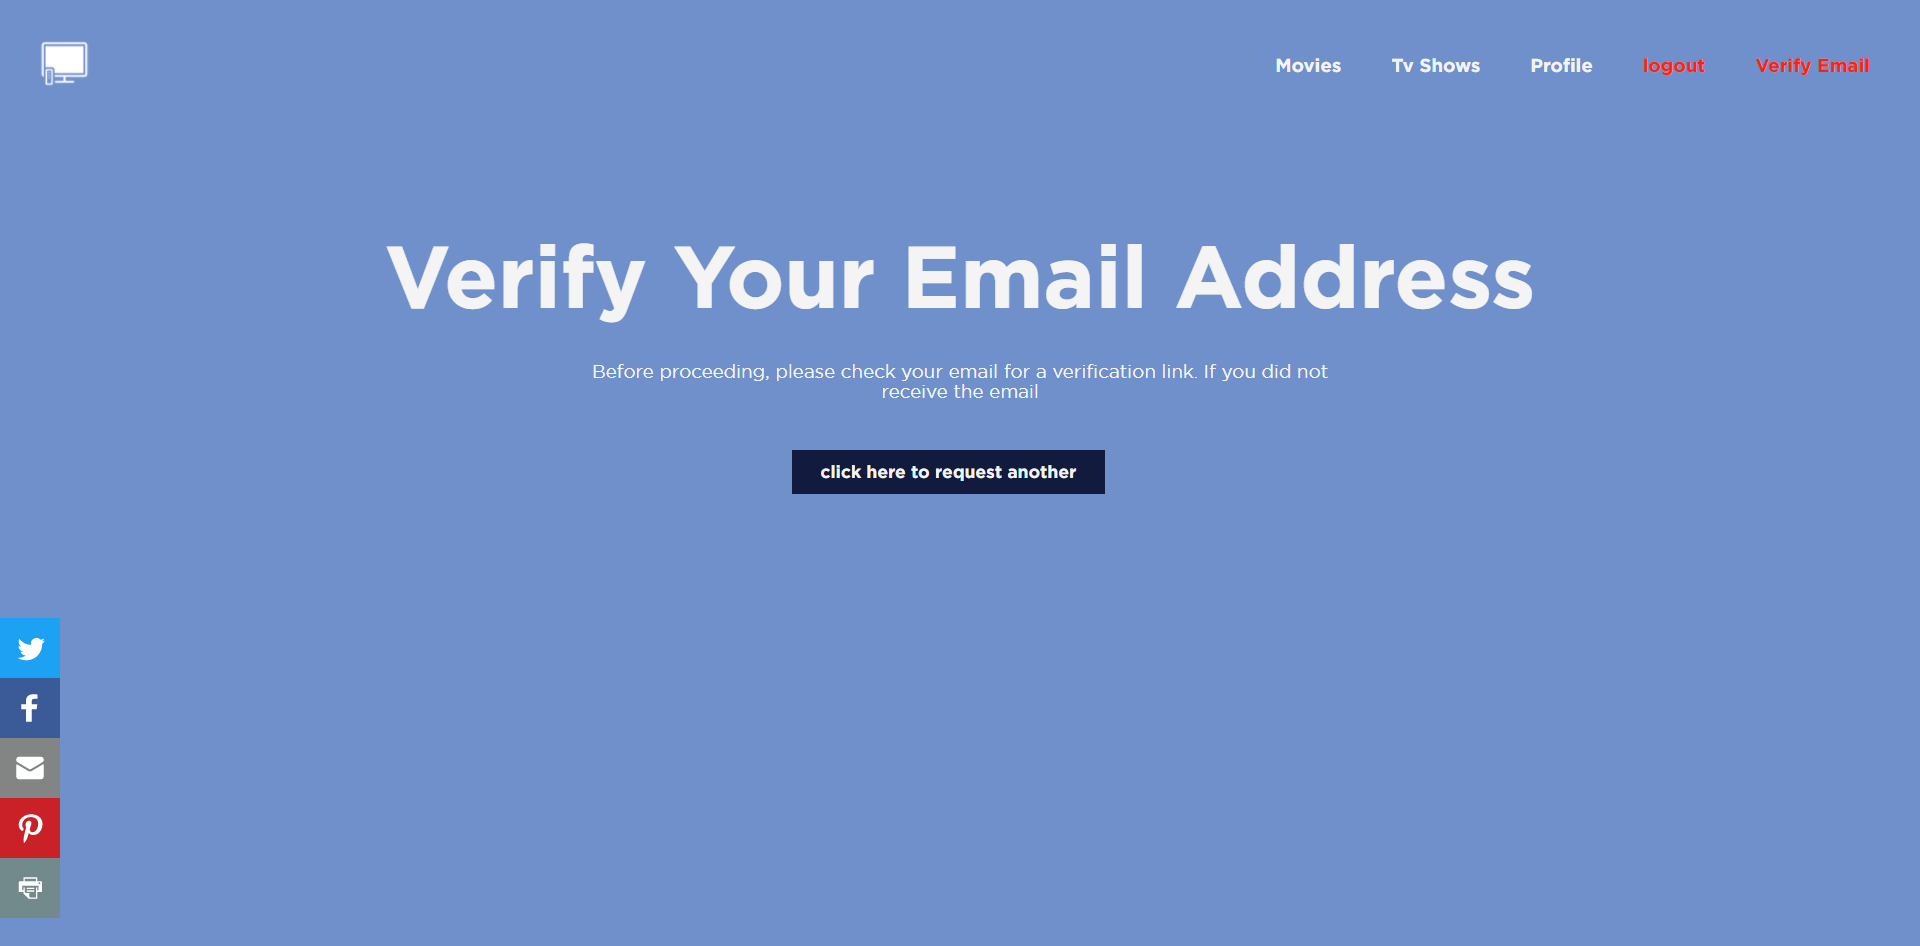 Movies Tv Shows Profile logout Verify Email
Verify Your Email Address
Before proceeding, please check your email for a verification link. If you did not
receive the email
click here to request another